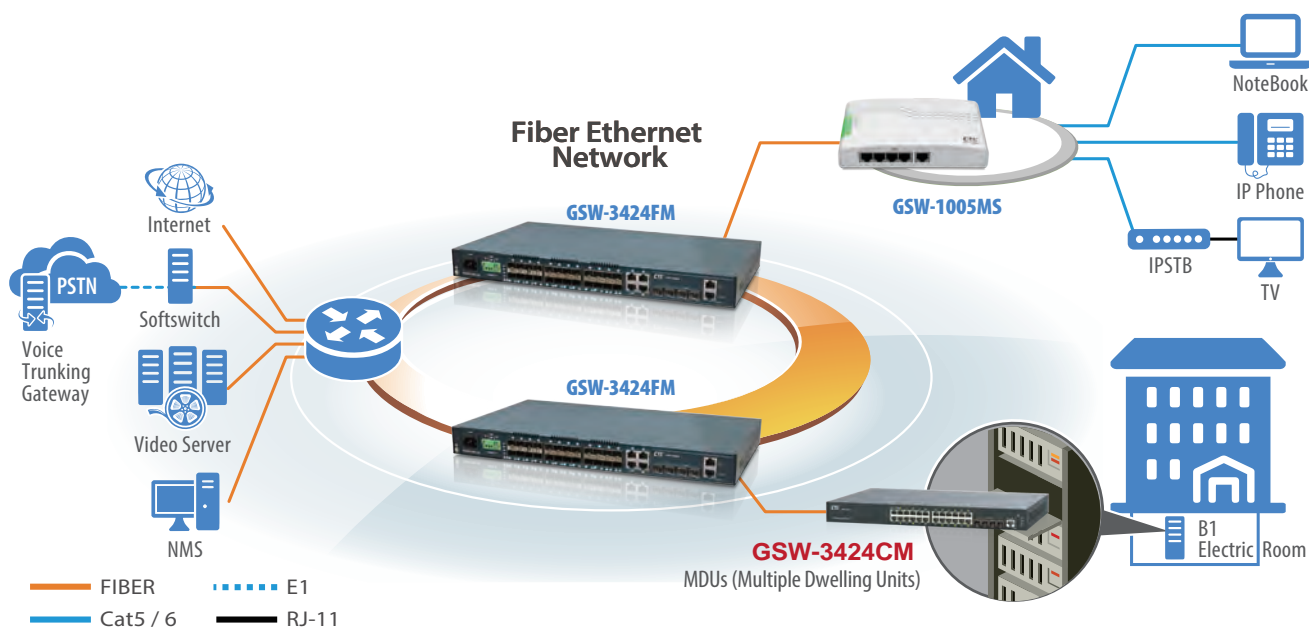 Fiber Ethernet
Network
GSW-3424FM
GSW-1005MS
NoteBook
IP Phone
IPSTB
TV
Internet
PSTN
Softswitch
Voice
Trunking
Gateway
Video Server
NMS
GSW-3424FM
CTC
CTC
GSW-3424CM
MDUs (Multiple Dwelling Units)
B1
Electric Room
FIBER
E1
Cat5 / 6
RJ-11